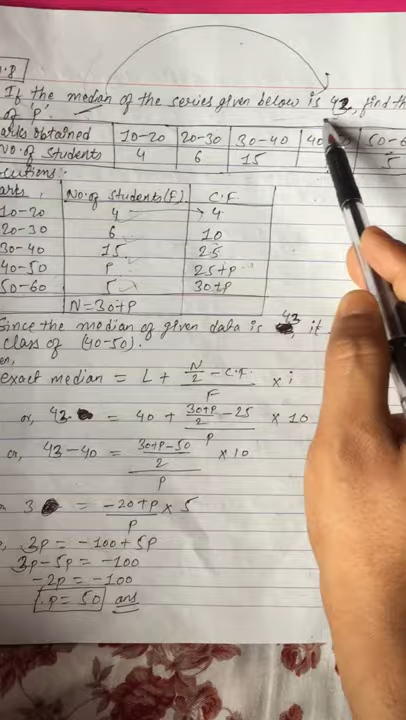 .8
If the median of the series given below is 43, find th
of 'p'.
arks obtained 10-20 20-30 30-40 40 50-6
No. of students 4 6 15 5
lutions:-
arks, No. of students (F) C.F
10-20 4 → 4
20-30 6 10
30-40 15 25
40-50 P 25+P
50-60 5 30+P
N=30+P
Since the median of given data is 43, it
class of (40-50).
en,
exact median = L + (N/2 - C.F.)/F × i
or, 43 = 40 + ((30+P)/2 - 25)/P × 10
or, 43-40 = ((30+P-50)/2)/P × 10
3 = (-20+P)/P × 5
, 3p = -100+5p
3p-5p = -100
-2p = -100
p = 50 ans